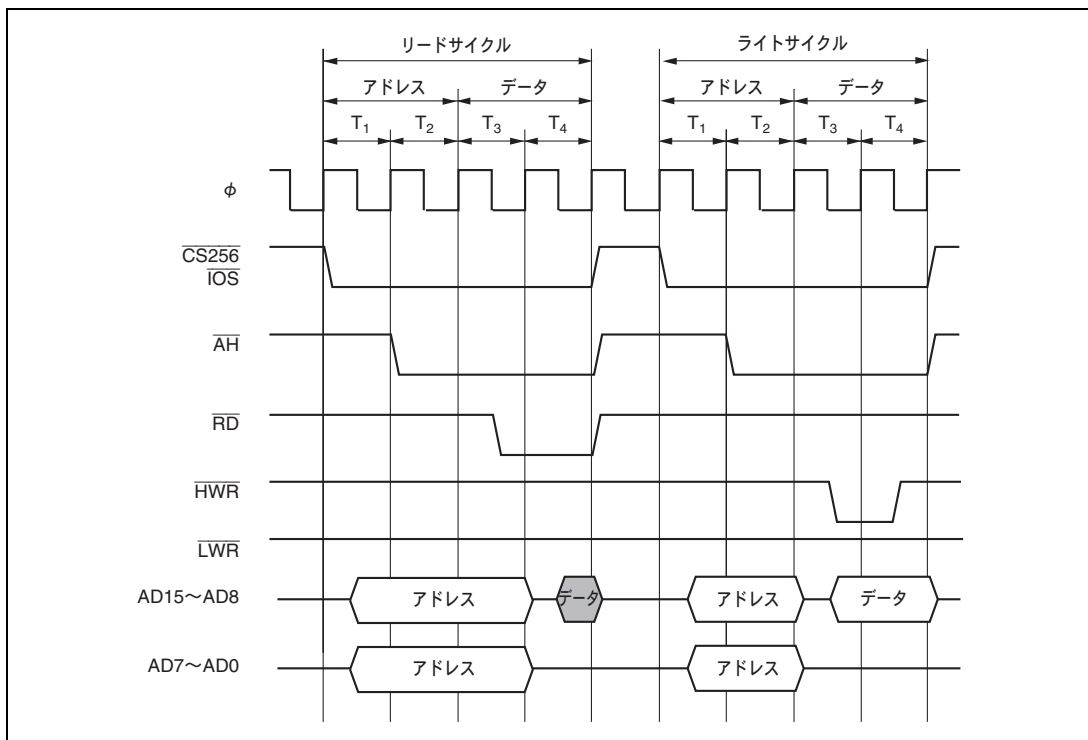 リードサイクル ライトサイクル
アドレス データ アドレス データ
T1 T2 T3 T4 T1 T2 T3 T4
φ
CS256
IOS
AH
RD
HWR
LWR
AD15～AD8 アドレス データ アドレス データ
AD7～AD0 アドレス アドレス